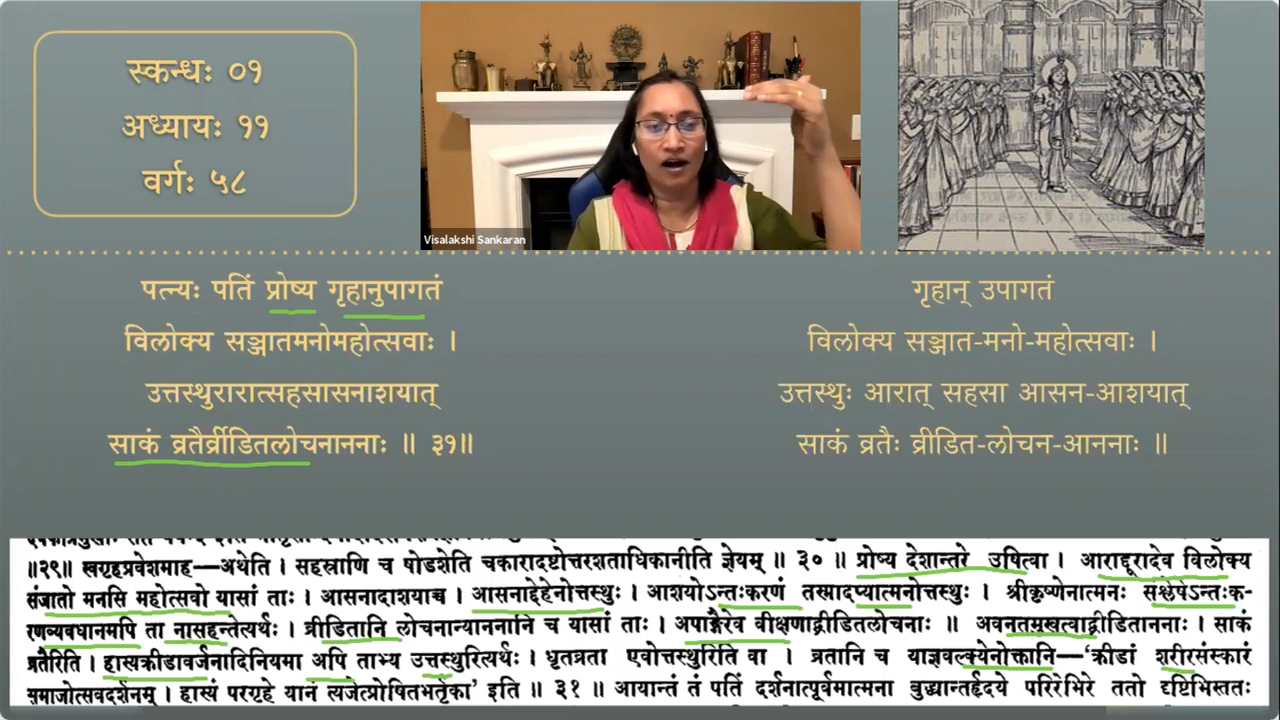 स्कन्धः ०१
अध्यायः ११
वर्गः ५८
Visalakshi Sankaran
पत्न्यः पतिं प्रोष्य गृहानुपागतं
विलोक्य सञ्जातमनोमहोत्सवाः ।
उत्तस्थुरारात्सहसासनाशयात्
साकं व्रतैर्व्रीडितलोचनाननाः ॥ ३१॥
गृहान् उपागतं
विलोक्य सञ्जात-मनो-महोत्सवाः ।
उत्तस्थुः आरात् सहसा आसन-आशयात्
साकं व्रतैः व्रीडित-लोचन-आननाः ॥
॥२९॥ स्वगृहप्रवेशमाह—अथेति । सहस्राणि च षोडशेति चकारादष्टोत्तरशताधिकानीति ज्ञेयम् ॥ ३० ॥ प्रोष्य देशान्तरे उषित्वा । आराद्दूरादेव विलोक्य
संजातो मनसि महोत्सवो यासां ताः । आसनादाशयाच्च । आसनाद्देहेनोत्तस्थुः । आशयोऽन्तःकरणं तस्मादप्यात्मनोत्तस्थुः । श्रीकृष्णेनात्मनः संश्लेषेऽन्तःक-
रणव्यवधानमपि ता नासहन्तेत्यर्थः । व्रीडितानि लोचनान्याननानि च यासां ताः । अपाङ्गैरेव वीक्षणाद्व्रीडितलोचनाः ॥ अवनतमुखत्वाद्व्रीडिताननाः । साकं
व्रतैरिति । हास्यक्रीडावर्जनादिनियमा अपि ताभ्य उत्तस्थुरित्यर्थः । धृतव्रता एवोत्तस्थुरिति वा । व्रतानि च याज्ञवल्क्येनोक्तानि—‘क्रीडां शरीरसंस्कारं
समाजोत्सवदर्शनम् । हास्यं परगृहे यानं त्यजेत्प्रोषितभर्तृका’ इति ॥ ३१ ॥ आयान्तं तं पतिं दर्शनात्पूर्वमात्मना बुद्ध्यान्तर्हृदये परिरेभिरे ततो दृष्टिभिस्ततः